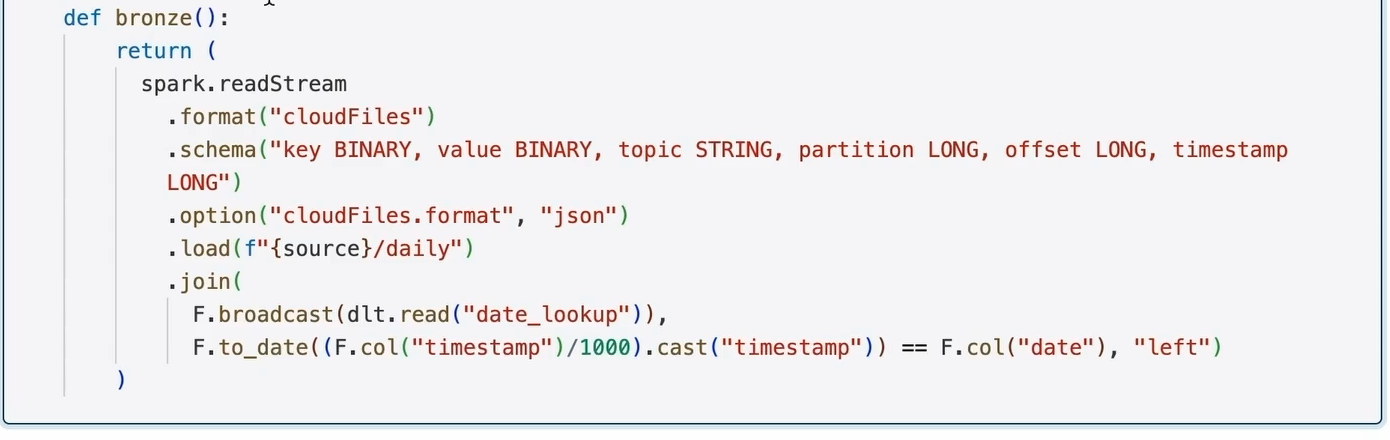 def bronze():
return (
spark.readStream
.format("cloudFiles")
.schema("key BINARY, value BINARY, topic STRING, partition LONG, offset LONG, timestamp
LONG")
.option("cloudFiles.format", "json")
.load(f"{source}/daily")
.join(
F.broadcast(dlt.read("date_lookup")),
F.to_date((F.col("timestamp")/1000).cast("timestamp")) == F.col("date"), "left")
)